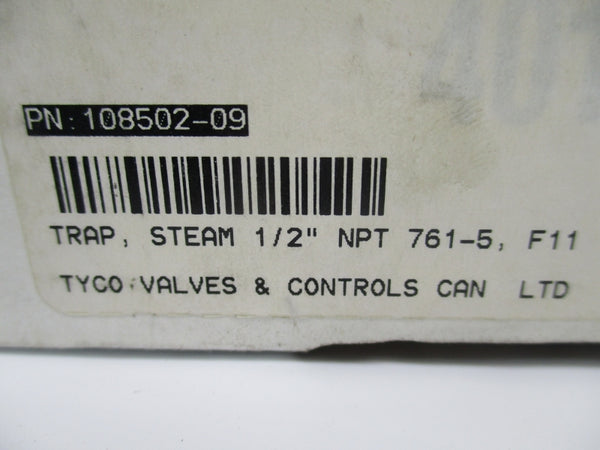 PN: 108502-09
TRAP, STEAM 1/2" NPT 761-5, F11
TYCO VALVES & CONTROLS CAN LTD